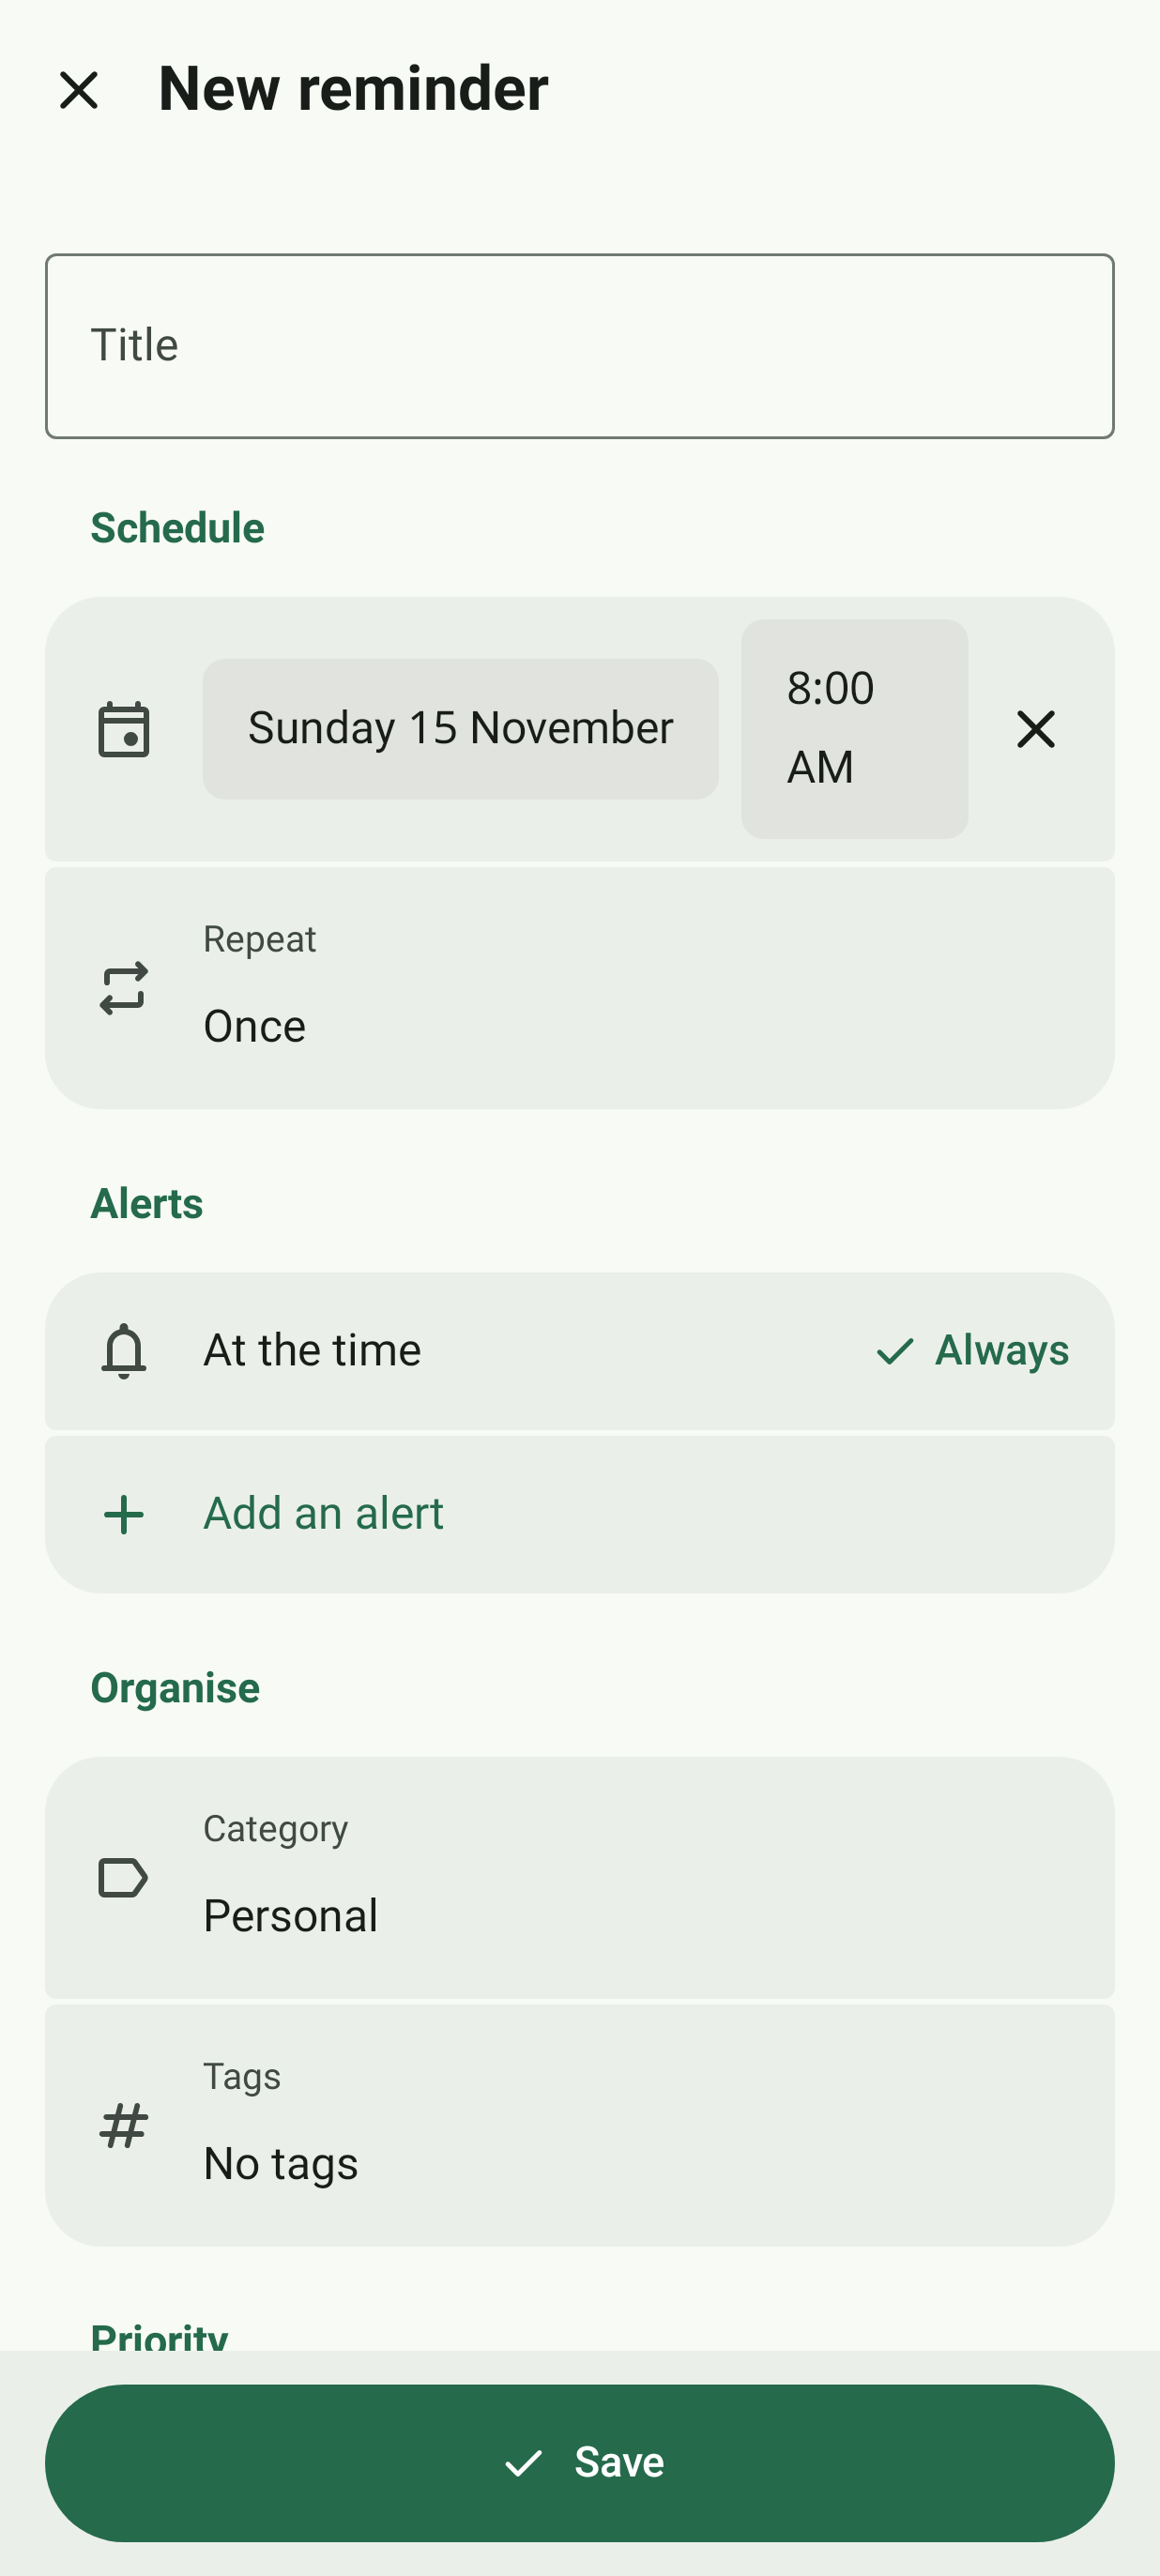 New reminder
Title
Schedule
Sunday 15 November
8:00
AM
Repeat
Once
Alerts
At the time
Always
Add an alert
Organise
Category
Personal
Tags
No tags
Priority
Save